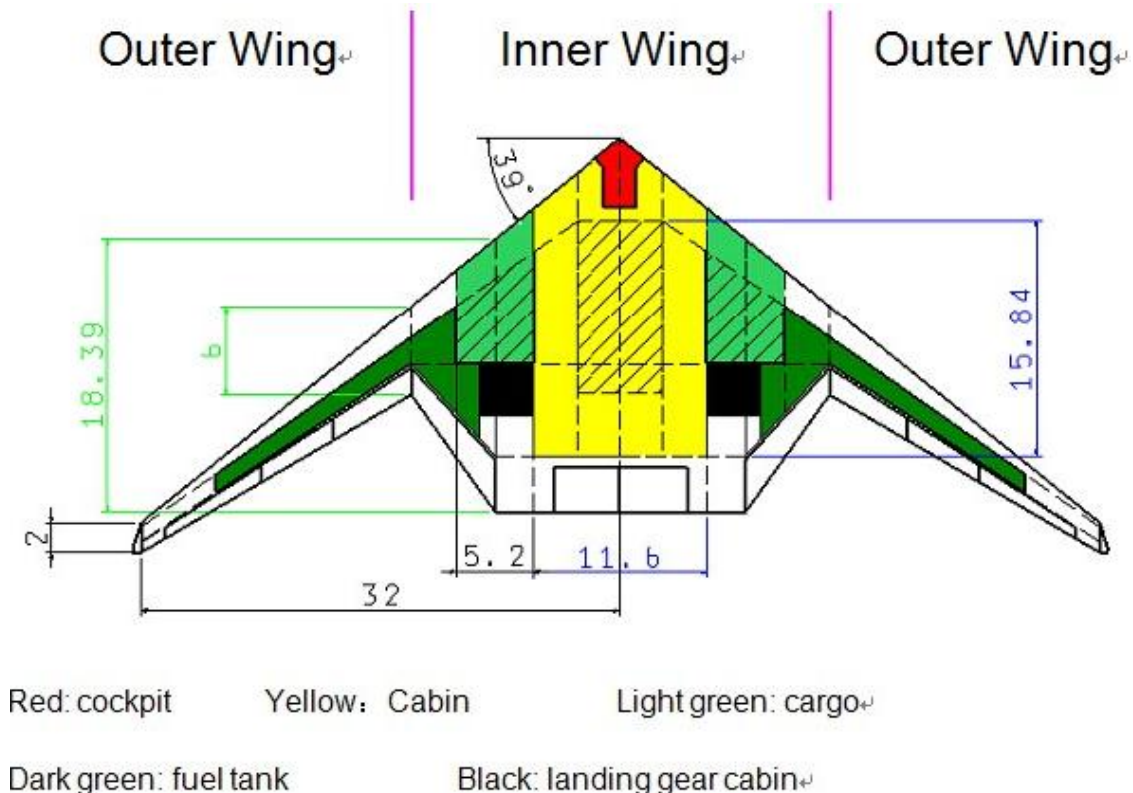 Outer Wing↵ Inner Wing↵ Outer Wing↵
39°
18.39
6
15.84
2
5.2 11.6
32
Red: cockpit Yellow：Cabin Light green: cargo↵
Dark green: fuel tank Black: landing gear cabin↵